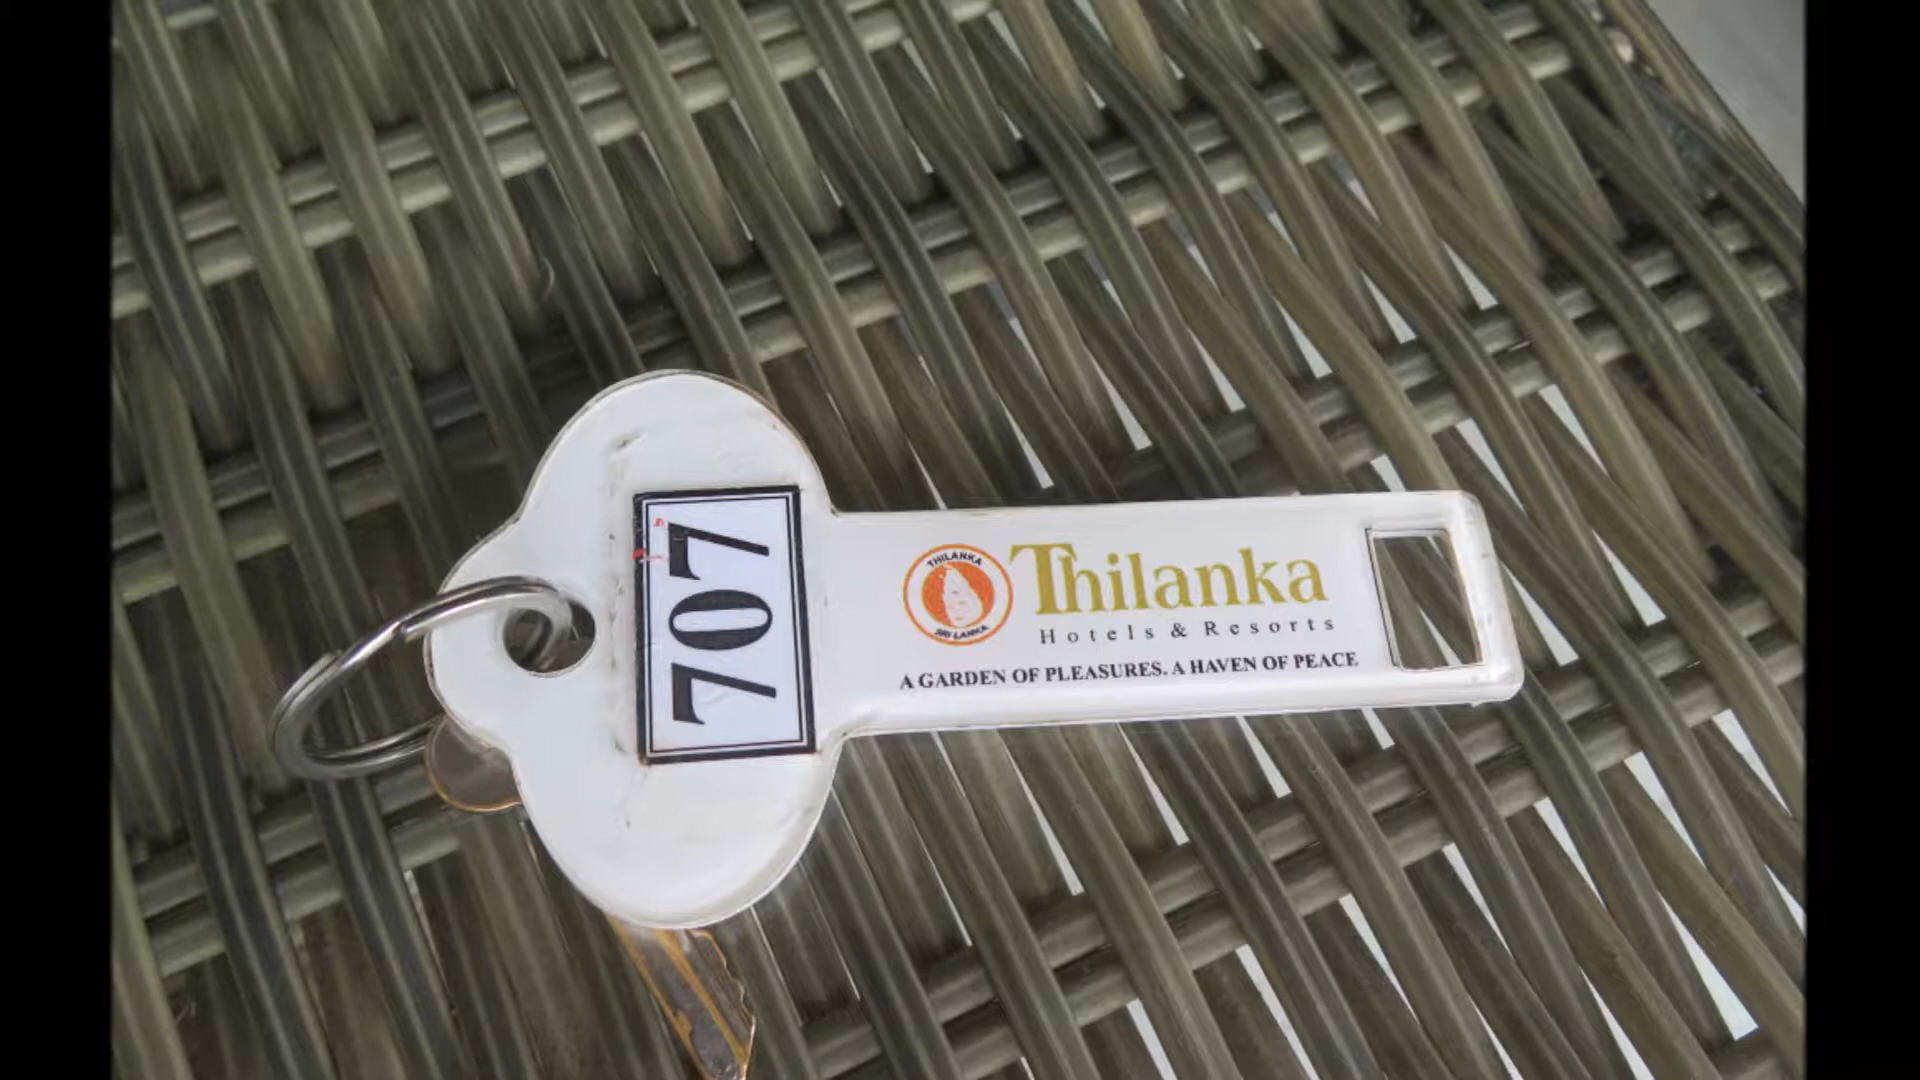 707
THILANKA
SRI LANKA
Thilanka
Hotels & Resorts
A GARDEN OF PLEASURES. A HAVEN OF PEACE